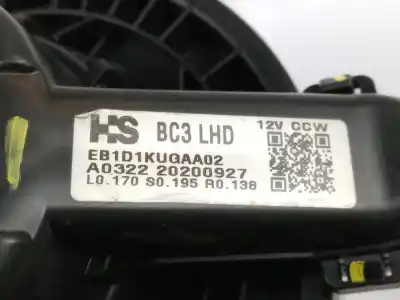 HS BC3 LHD 12V CCW
EB1D1KUGAA02
A0322 20200927
L0.170 S0.195 R0.138